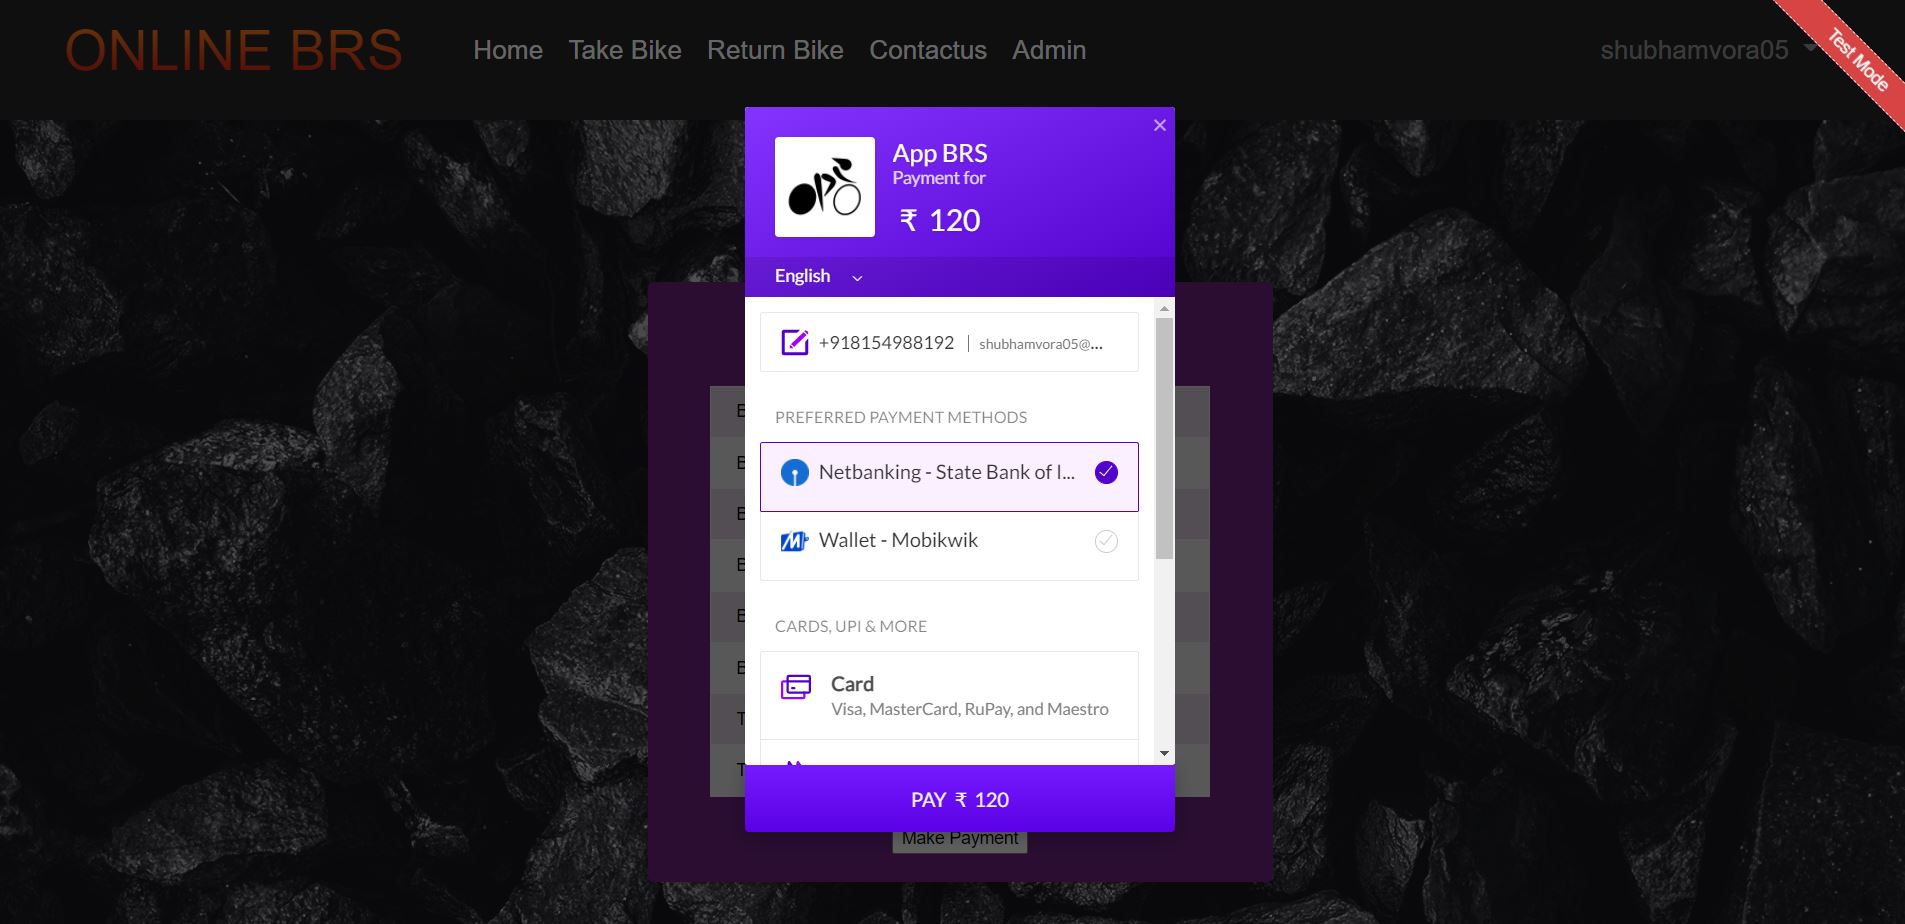 ONLINE BRS
Home Take Bike Return Bike Contactus Admin
shubhamvora05
Test Mode
App BRS
Payment for
₹ 120
English
+918154988192 | shubhamvora05@...
PREFERRED PAYMENT METHODS
Netbanking - State Bank of I...
Wallet - Mobikwik
CARDS, UPI & MORE
Card
Visa, MasterCard, RuPay, and Maestro
PAY ₹ 120
Make Payment